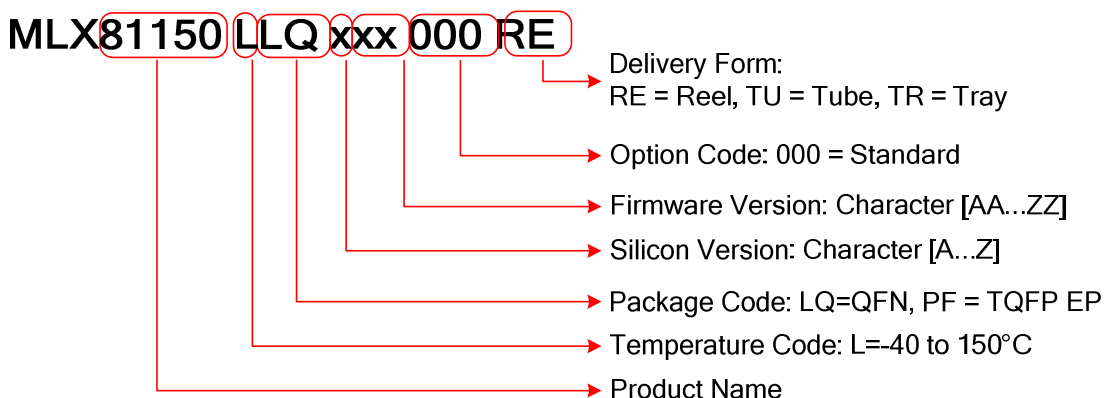 MLX81150 LLQ xxx 000 RE
Delivery Form:
RE = Reel, TU = Tube, TR = Tray
Option Code: 000 = Standard
Firmware Version: Character [AA...ZZ]
Silicon Version: Character [A...Z]
Package Code: LQ=QFN, PF = TQFP EP
Temperature Code: L=-40 to 150°C
Product Name